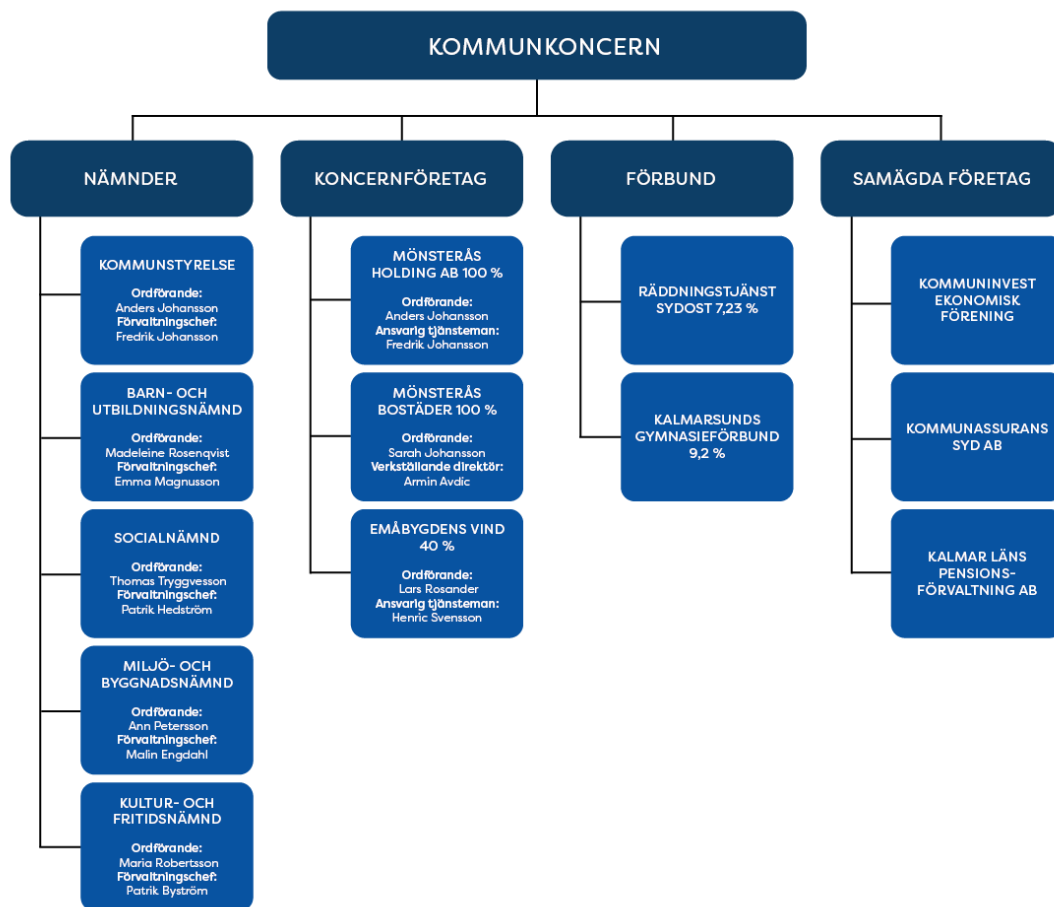 KOMMUNKONCERN
NÄMNDER
KOMMUNSTYRELSE
Ordförande:
Anders Johansson
Förvaltningschef:
Fredrik Johansson
BARN- OCH
UTBILDNINGSNÄMND
Ordförande:
Madeleine Rosenqvist
Förvaltningschef:
Emma Magnusson
SOCIALNÄMND
Ordförande:
Thomas Tryggvesson
Förvaltningschef:
Patrik Hedström
MILJÖ- OCH
BYGGNADSNÄMND
Ordförande:
Ann Petersson
Förvaltningschef:
Malin Engdahl
KULTUR- OCH
FRITIDSNÄMND
Ordförande:
Maria Robertsson
Förvaltningschef:
Patrik Byström
KONCERNFÖRETAG
MÖNSTERÅS
HOLDING AB 100 %
Ordförande:
Anders Johansson
Ansvarig tjänsteman:
Fredrik Johansson
MÖNSTERÅS
BOSTÄDER 100 %
Ordförande:
Sarah Johansson
Verkställande direktör:
Armin Avdic
EMÅBYGDENS VIND
40 %
Ordförande:
Lars Rosander
Ansvarig tjänsteman:
Henric Svensson
FÖRBUND
RÄDDNINGSTJÄNST
SYDOST 7,23 %
KALMARSUNDS
GYMNASIEFÖRBUND
9,2 %
SAMÄGDA FÖRETAG
KOMMUNINVEST
EKONOMISK
FÖRENING
KOMMUNASSURANS
SYD AB
KALMAR LÄNS
PENSIONS-
FÖRVALTNING AB